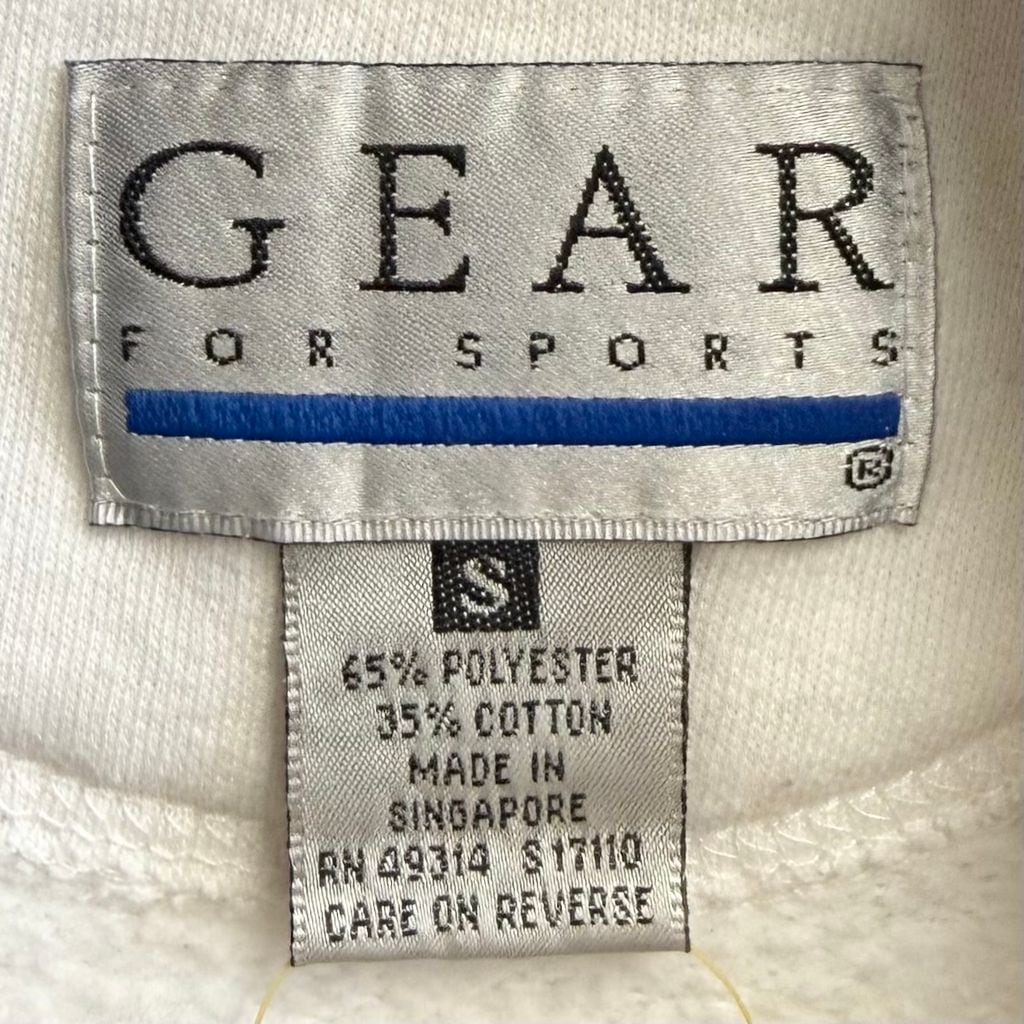 GEAR
FOR SPORTS
®
S
65% POLYESTER
35% COTTON
MADE IN
SINGAPORE
RN 49314 S17110
CARE ON REVERSE